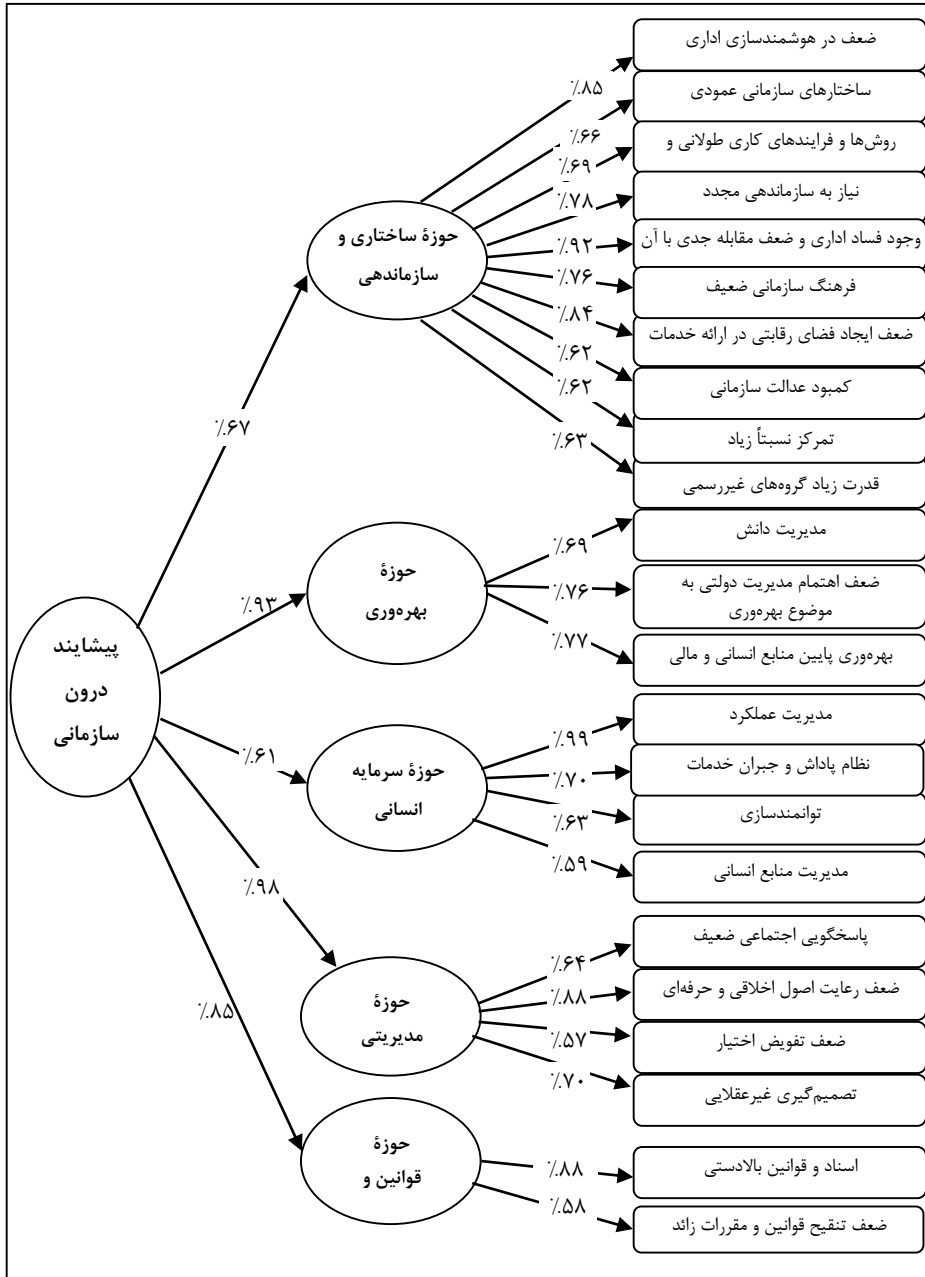 ضعف در هوشمندسازی اداری
٪۸۵
ساختارهای سازمانی عمودی
٪۶۶
روش‌ها و فرایندهای کاری طولانی و
٪۶۹
نیاز به سازماندهی مجدد
٪۷۸
حوزۀ ساختاری و
سازماندهی
وجود فساد اداری و ضعف مقابله جدی با آن
٪۹۲
فرهنگ سازمانی ضعیف
٪۷۶
ضعف ایجاد فضای رقابتی در ارائه خدمات
٪۸۴
کمبود عدالت سازمانی
٪۶۲
تمرکز نسبتاً زیاد
٪۶۲
قدرت زیاد گروه‌های غیررسمی
٪۶۳
٪۶۷
مدیریت دانش
٪۶۹
حوزۀ
بهره‌وری
ضعف اهتمام مدیریت دولتی به
موضوع بهره‌وری
٪۷۶
بهره‌وری پایین منابع انسانی و مالی
٪۷۷
٪۹۳
پیشایند
درون
سازمانی
مدیریت عملکرد
٪۹۹
نظام پاداش و جبران خدمات
٪۷۰
حوزۀ سرمایه
انسانی
٪۶۱
توانمندسازی
٪۶۳
مدیریت منابع انسانی
٪۵۹
٪۹۸
پاسخگویی اجتماعی ضعیف
٪۶۴
ضعف رعایت اصول اخلاقی و حرفه‌ای
٪۸۸
حوزۀ
مدیریتی
ضعف تفویض اختیار
٪۵۷
تصمیم‌گیری غیرعقلایی
٪۷۰
٪۸۵
حوزۀ
قوانین و
اسناد و قوانین بالادستی
٪۸۸
ضعف تنقیح قوانین و مقررات زائد
٪۵۸